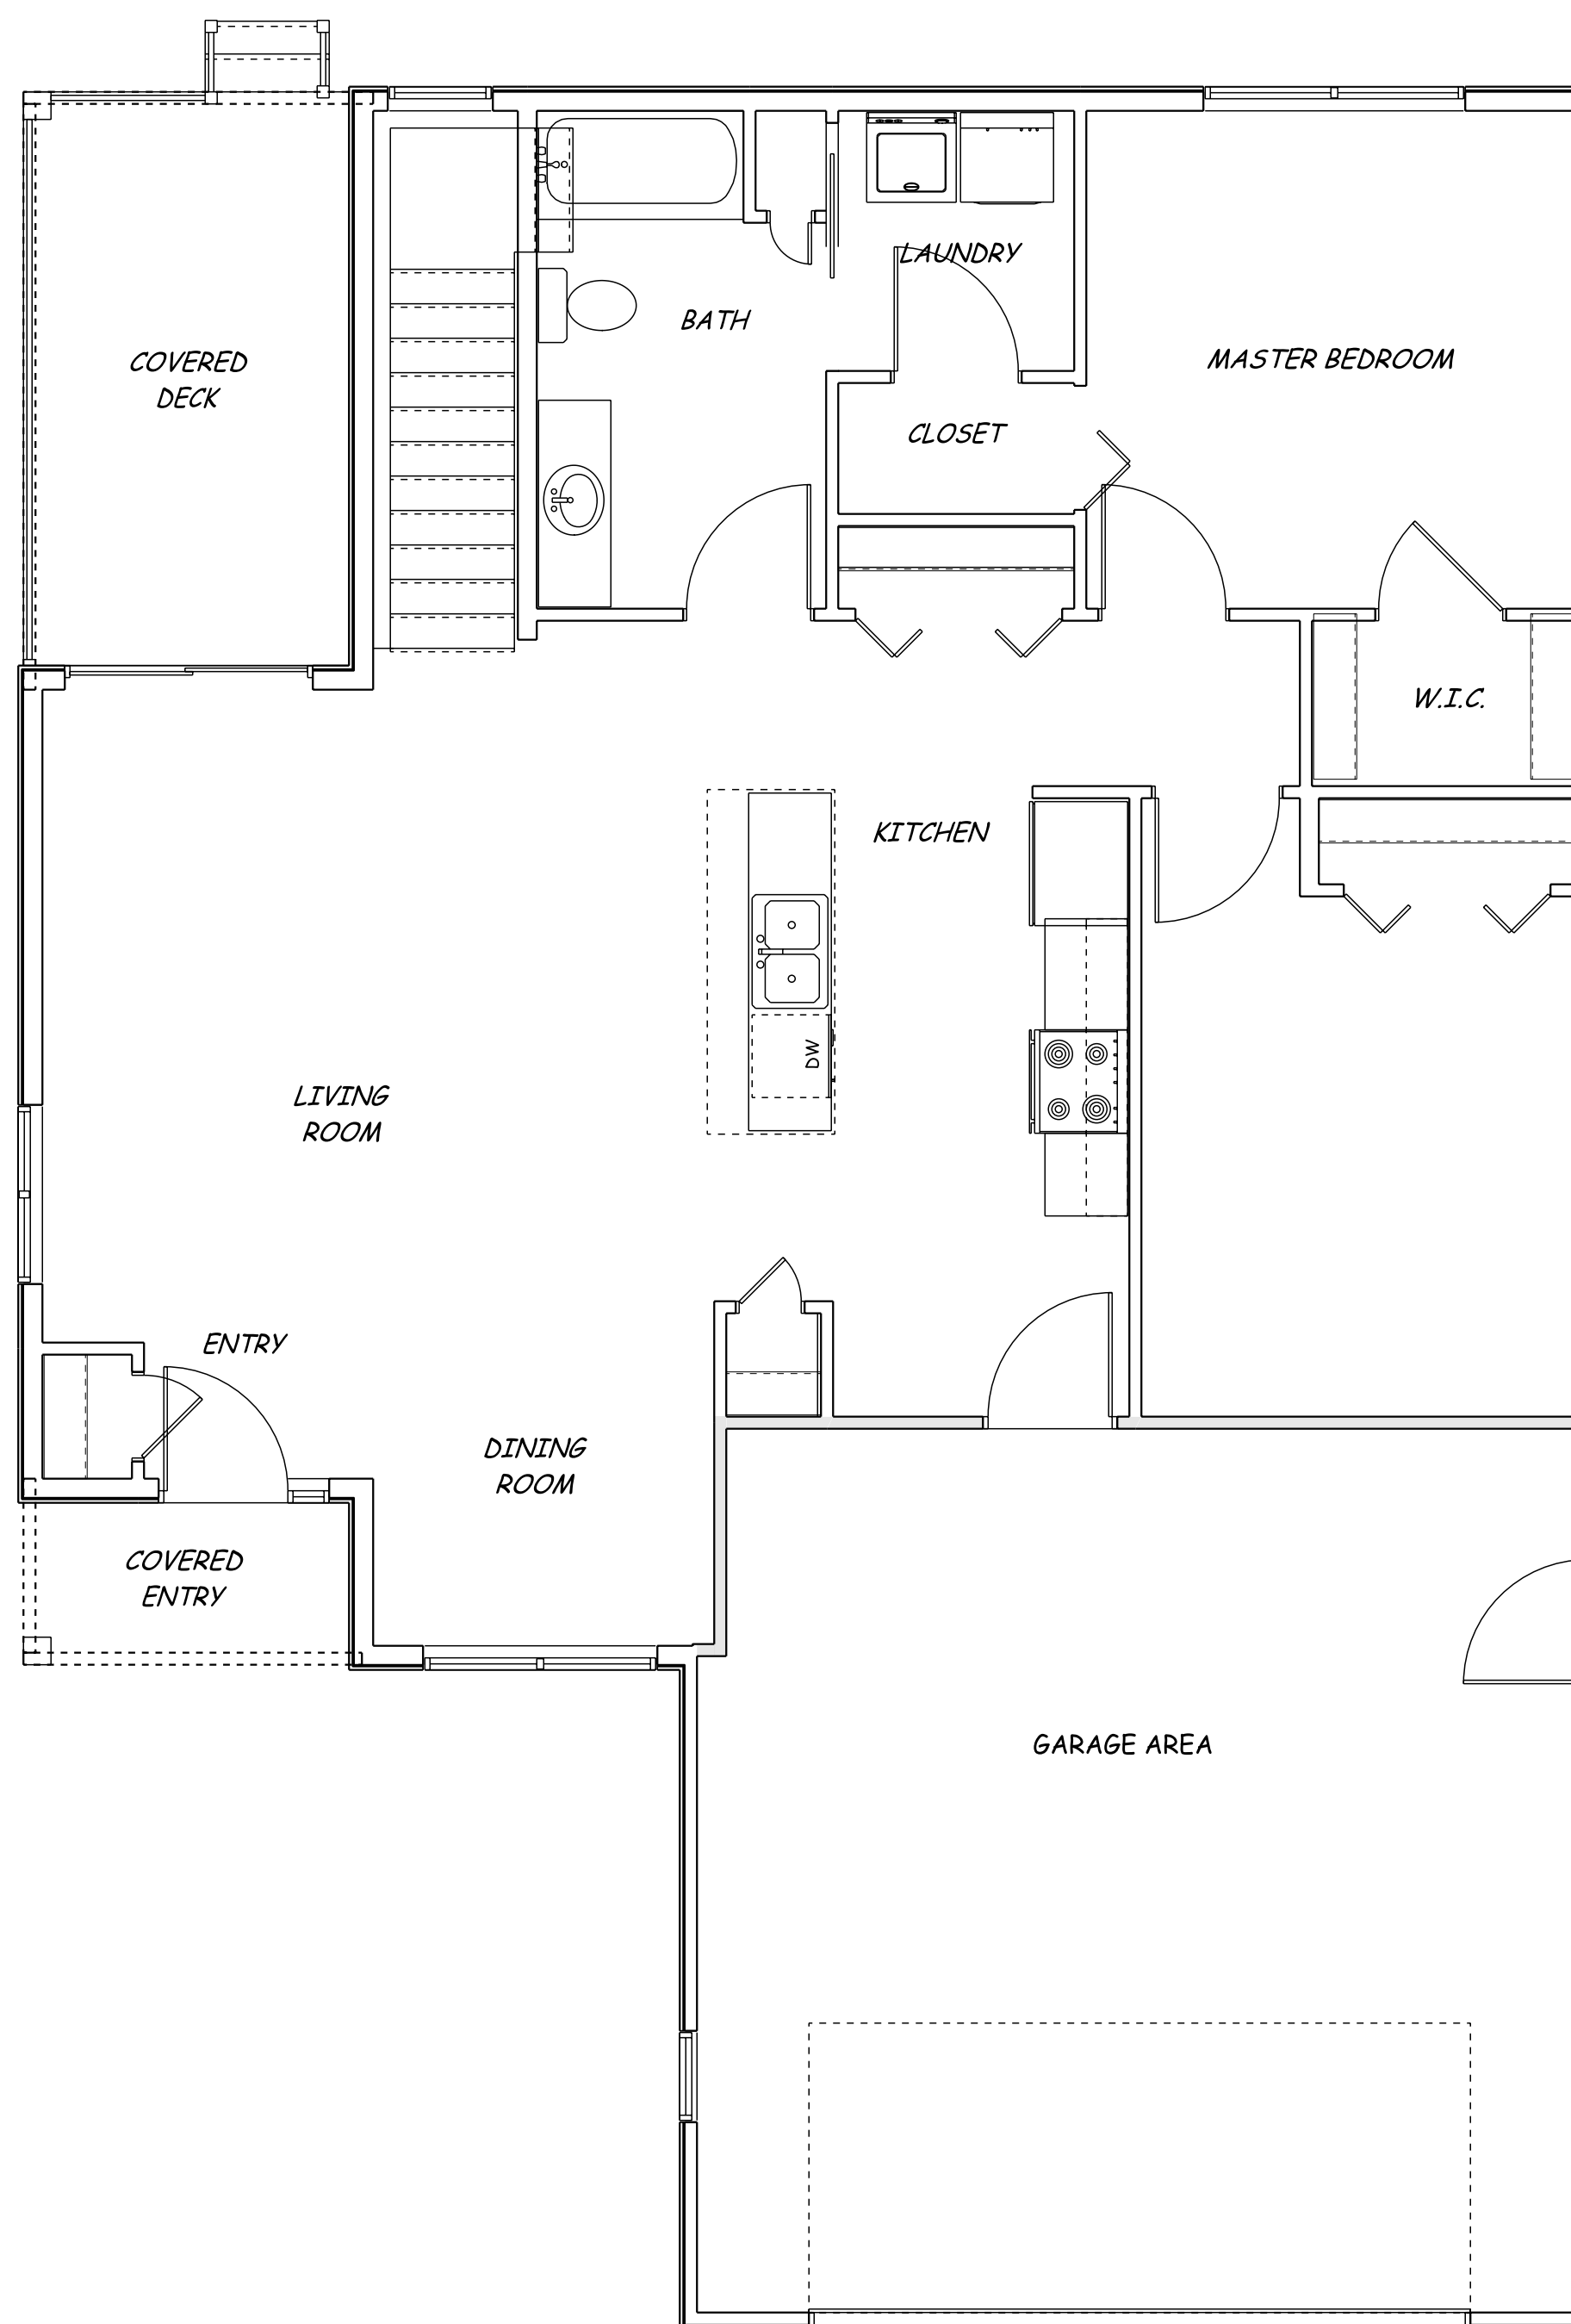 LAUNDRY
BATH
COVERED
DECK
MASTER BEDROOM
CLOSET
W.I.C.
KITCHEN
DW
LIVING
ROOM
ENTRY
DINING
ROOM
COVERED
ENTRY
GARAGE AREA